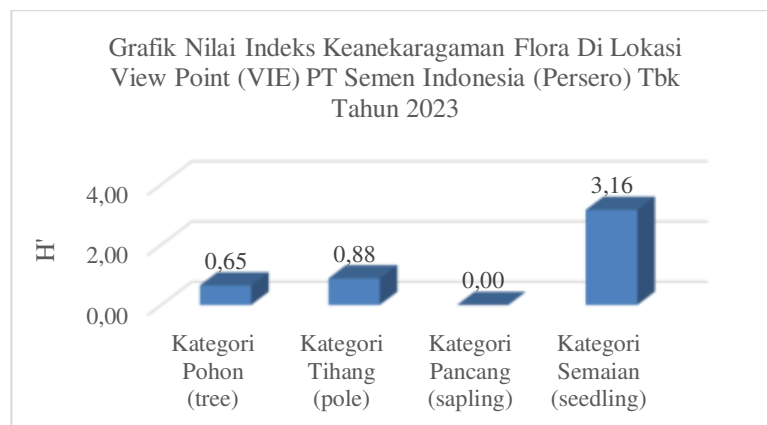 Grafik Nilai Indeks Keanekaragaman Flora Di Lokasi
View Point (VIE) PT Semen Indonesia (Persero) Tbk
Tahun 2023
H'
4,00
2,00
0,00
0,65
0,88
0,00
3,16
Kategori
Pohon
(tree)
Kategori
Tihang
(pole)
Kategori
Pancang
(sapling)
Kategori
Semaian
(seedling)